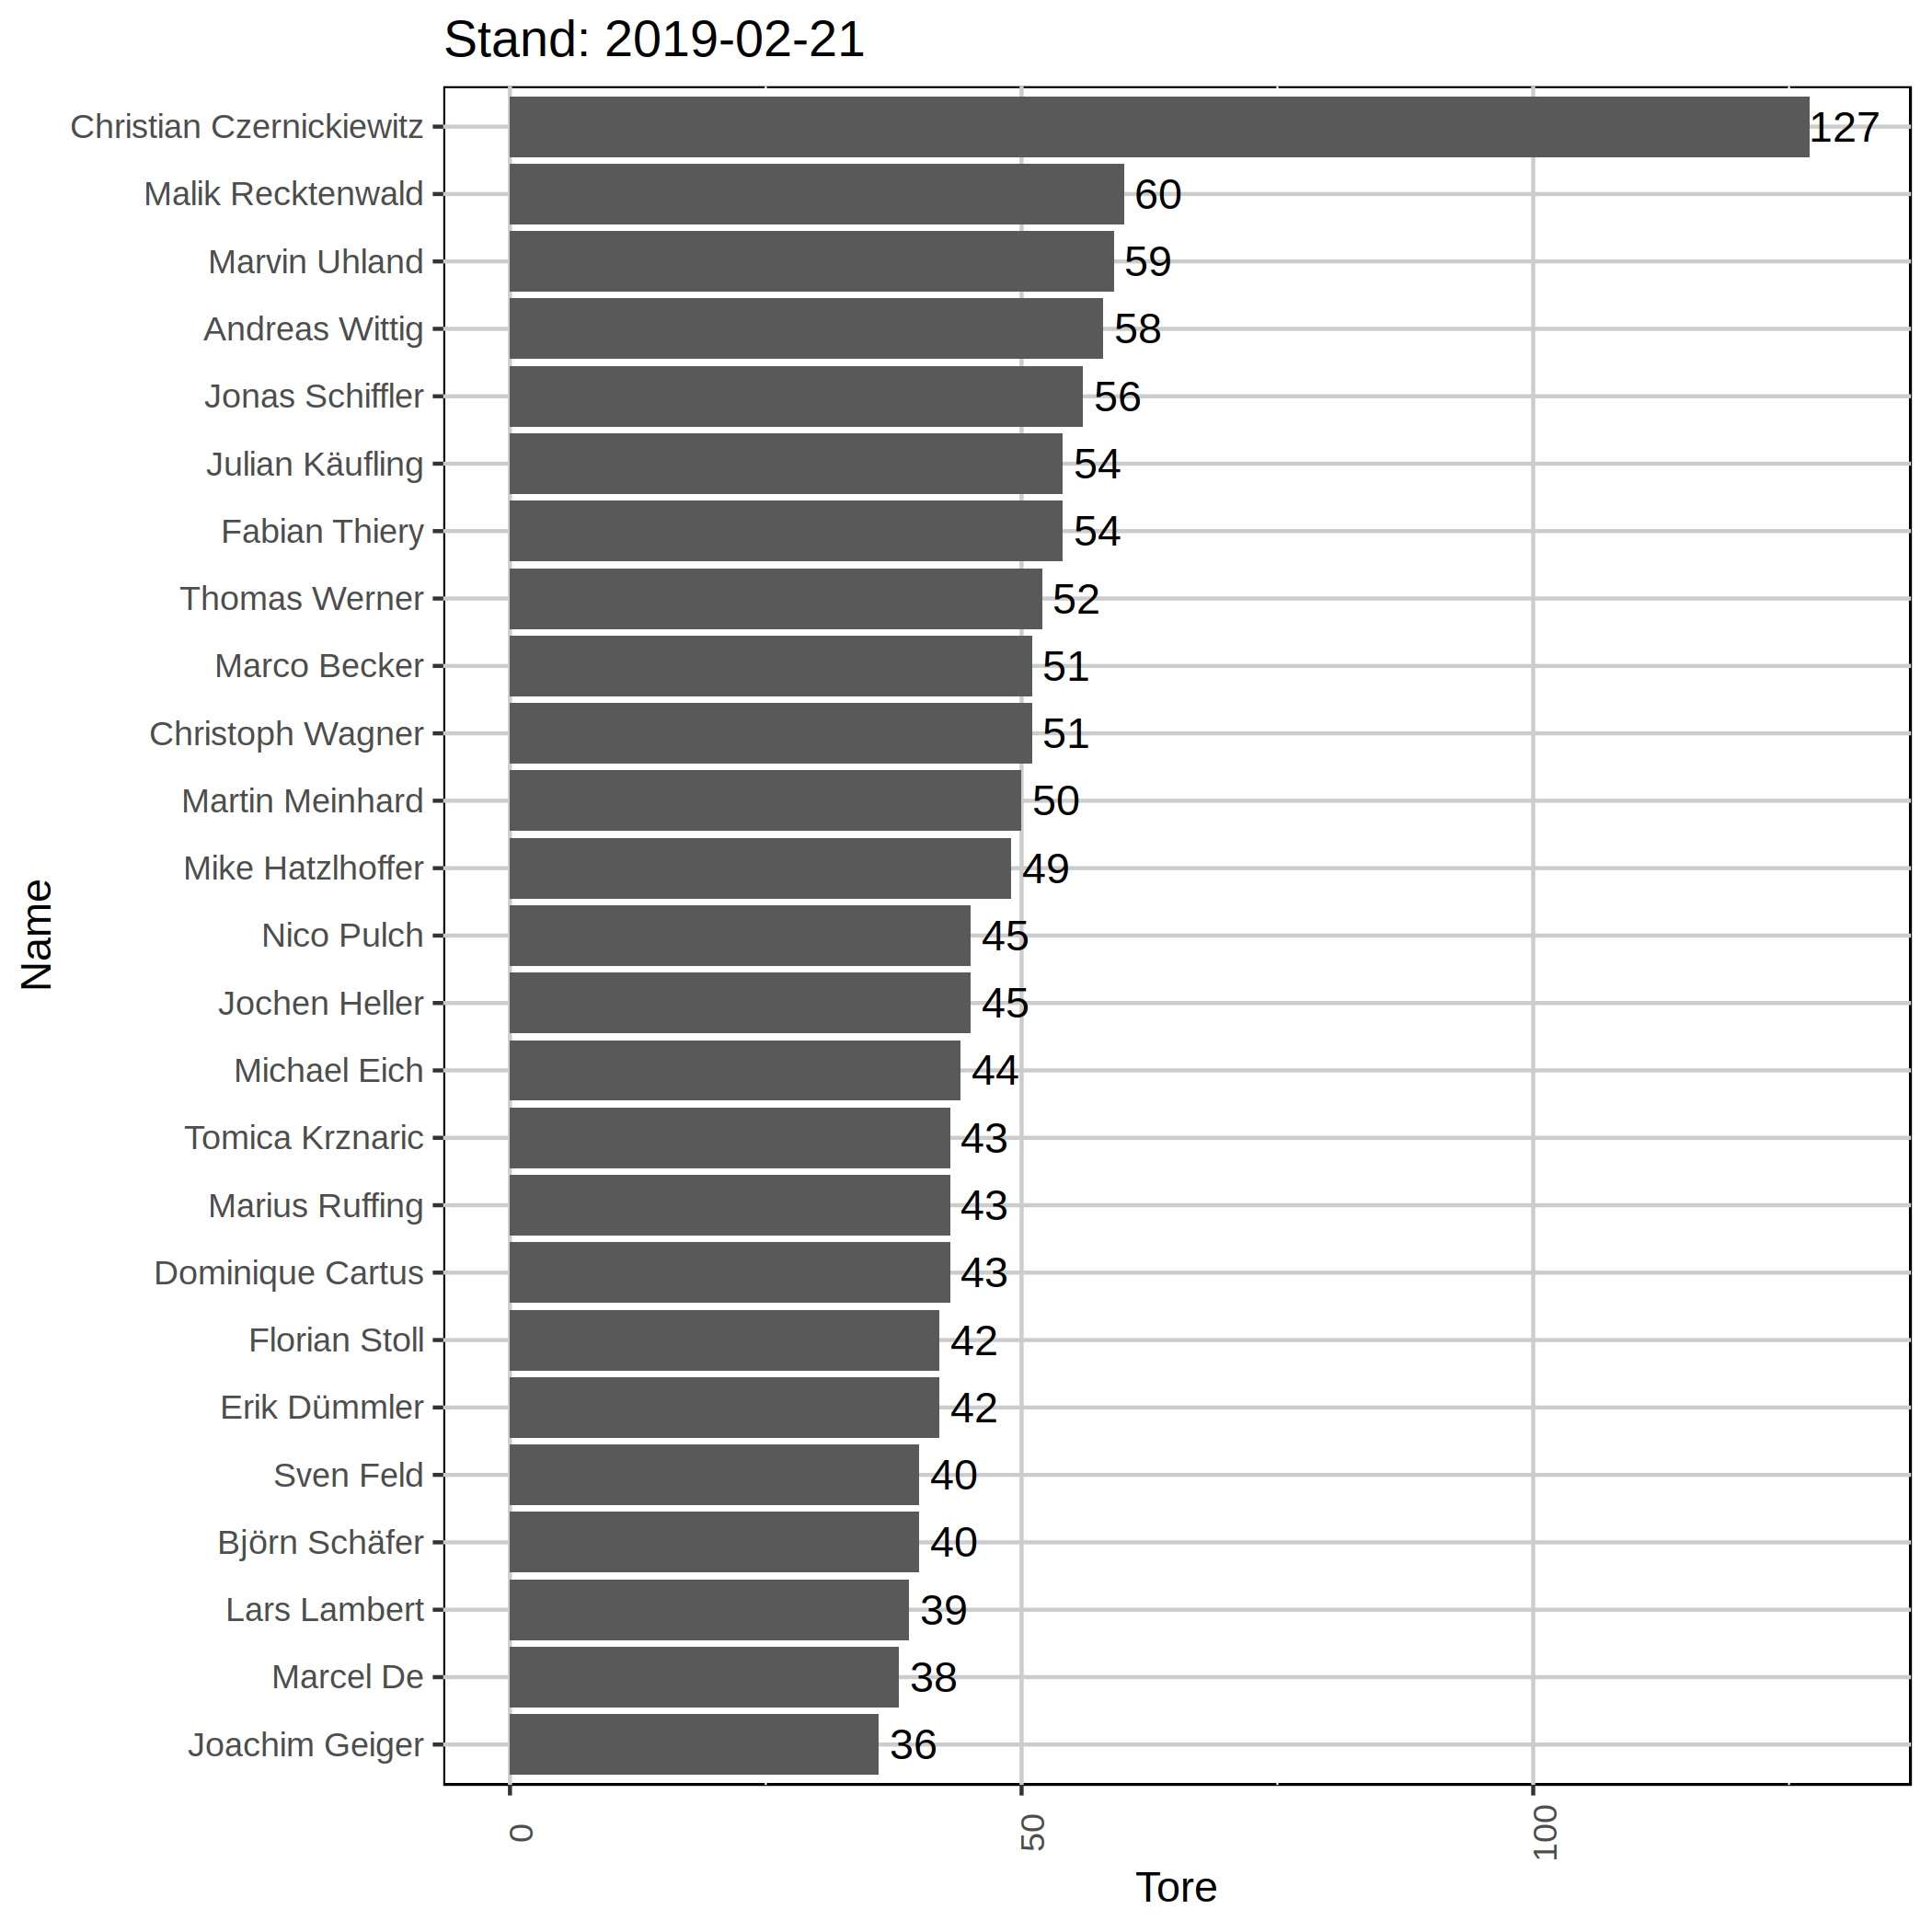 Stand: 2019-02-21
Christian Czernickiewitz 127
Malik Recktenwald 60
Marvin Uhland 59
Andreas Wittig 58
Jonas Schiffler 56
Julian Käufling 54
Fabian Thiery 54
Thomas Werner 52
Marco Becker 51
Christoph Wagner 51
Martin Meinhard 50
Mike Hatzlhoffer 49
Nico Pulch 45
Jochen Heller 45
Michael Eich 44
Tomica Krznaric 43
Marius Ruffing 43
Dominique Cartus 43
Florian Stoll 42
Erik Dümmler 42
Sven Feld 40
Björn Schäfer 40
Lars Lambert 39
Marcel De 38
Joachim Geiger 36
Name
0 50 100
Tore